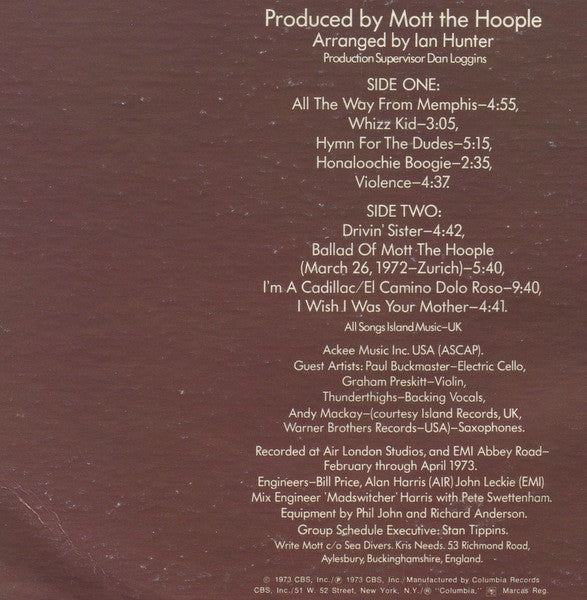 Produced by Mott the Hoople
Arranged by Ian Hunter
Production Supervisor Dan Loggins
SIDE ONE:
All The Way From Memphis–4:55,
Whizz Kid–3:05,
Hymn For The Dudes–5:15,
Honaloochie Boogie–2:35,
Violence–4:37.
SIDE TWO:
Drivin' Sister–4:42,
Ballad Of Mott The Hoople
(March 26, 1972–Zurich)–5:40,
I'm A Cadillac/El Camino Dolo Roso–9:40,
I Wish I Was Your Mother–4:41.
All Songs Island Music–UK
Ackee Music Inc. USA (ASCAP).
Guest Artists: Paul Buckmaster–Electric Cello,
Graham Preskitt–Violin,
Thunderthighs–Backing Vocals,
Andy Mackay–(courtesy Island Records, UK,
Warner Brothers Records–USA)–Saxophones.
Recorded at Air London Studios, and EMI Abbey Road–
February through April 1973.
Engineers–Bill Price, Alan Harris (AIR) John Leckie (EMI)
Mix Engineer 'Madswitcher' Harris with Pete Swettenham.
Equipment by Phil John and Richard Anderson.
Group Schedule Executive: Stan Tippins.
Write Mott c/o Sea Divers. Kris Needs. 53 Richmond Road,
Aylesbury, Buckinghamshire, England.
© 1973 CBS, Inc./℗ 1973 CBS, Inc./Manufactured by Columbia Records
CBS, Inc./51 W. 52 Street, New York, N.Y./® "Columbia," Marcas Reg.